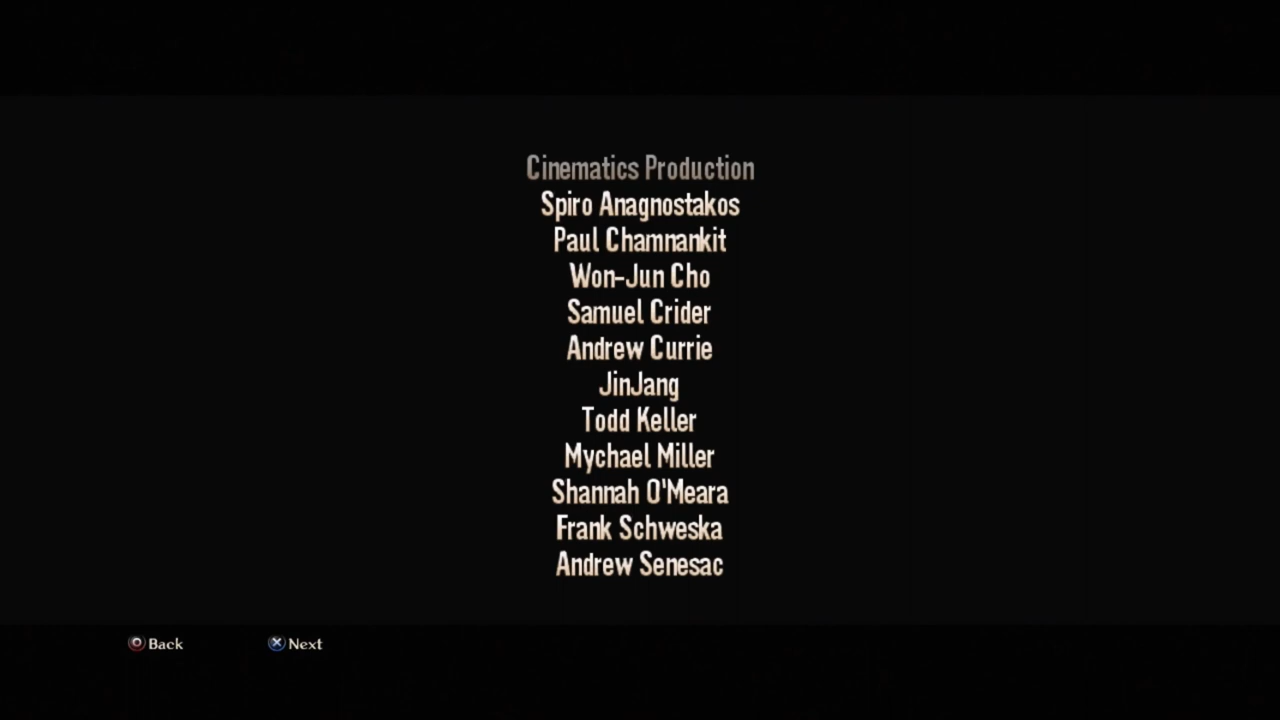 Cinematics Production
Spiro Anagnostakos
Paul Chamnankit
Won-Jun Cho
Samuel Crider
Andrew Currie
JinJang
Todd Keller
Mychael Miller
Shannah O'Meara
Frank Schweska
Andrew Senesac
Back Next